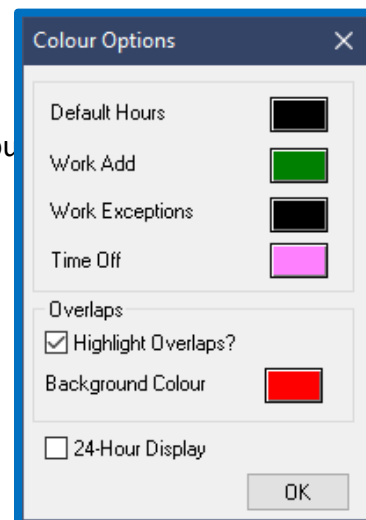 Colour Options
Default Hours
Work Add
Work Exceptions
Time Off
Overlaps
Highlight Overlaps?
Background Colour
24-Hour Display
OK